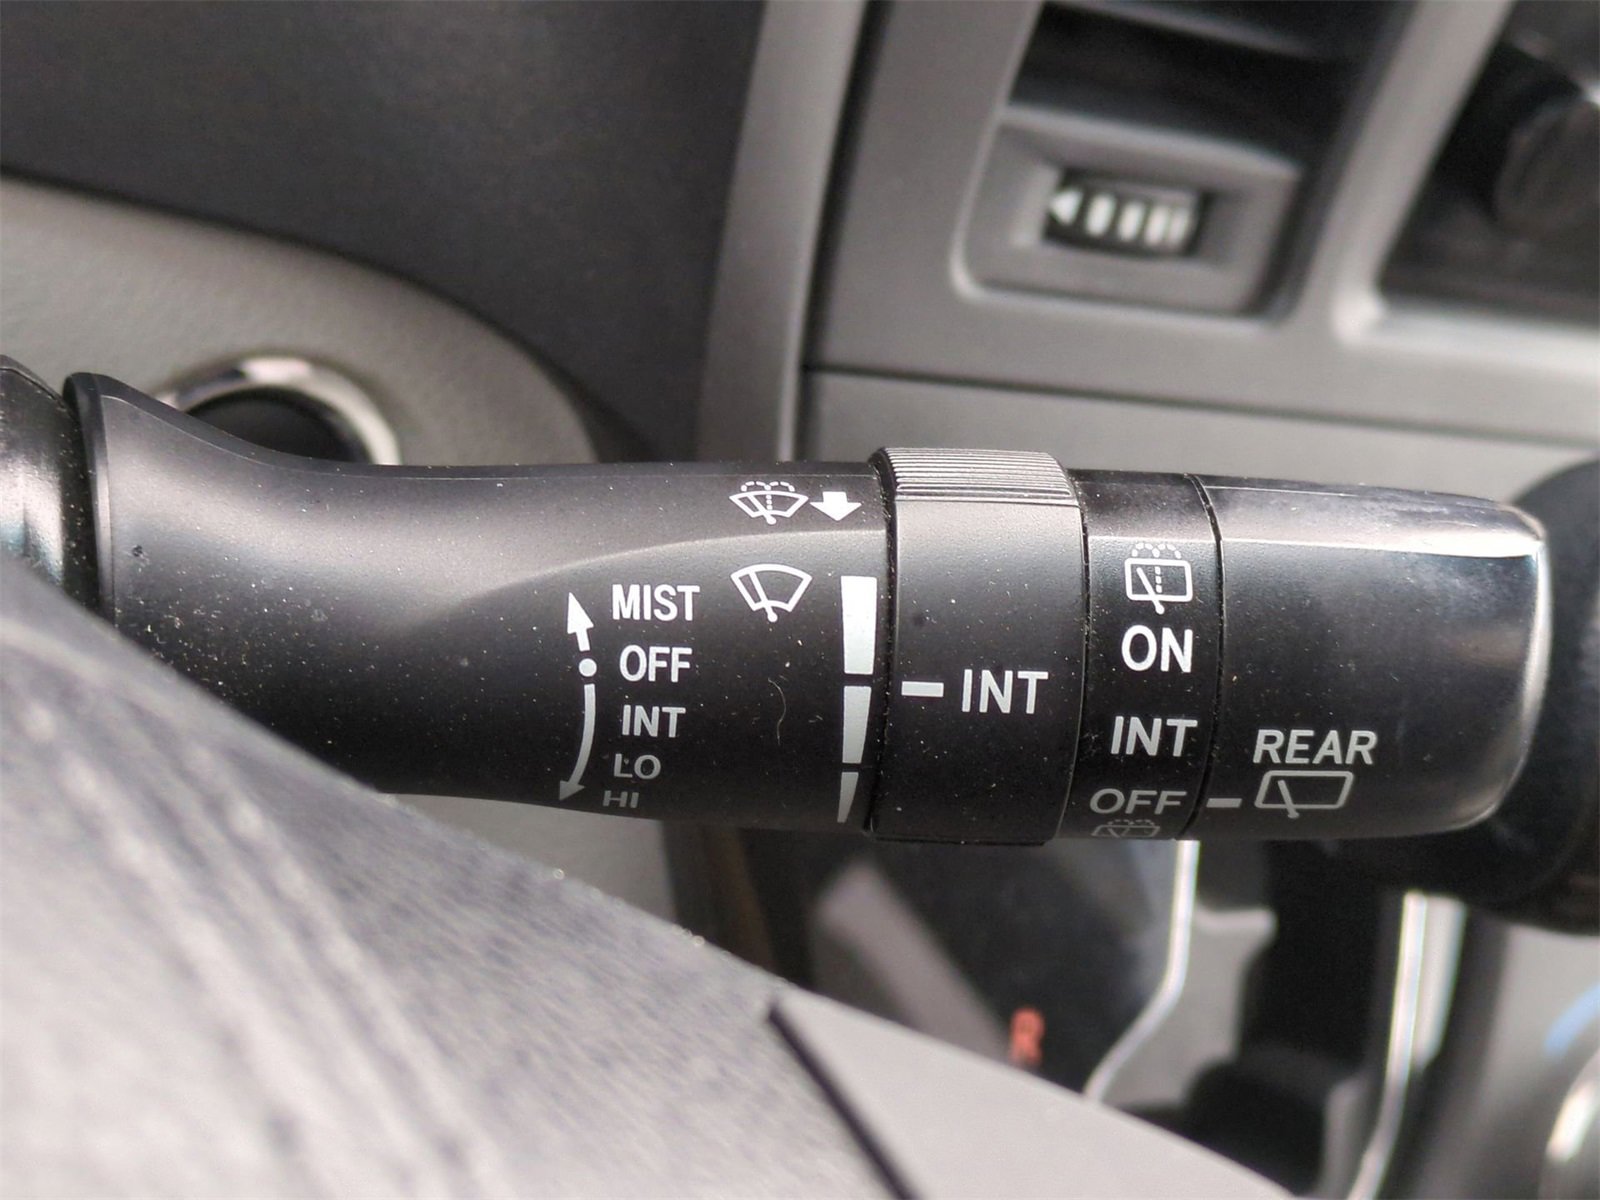 MIST
OFF
INT
LO
HI
INT
ON
INT
OFF
REAR
R